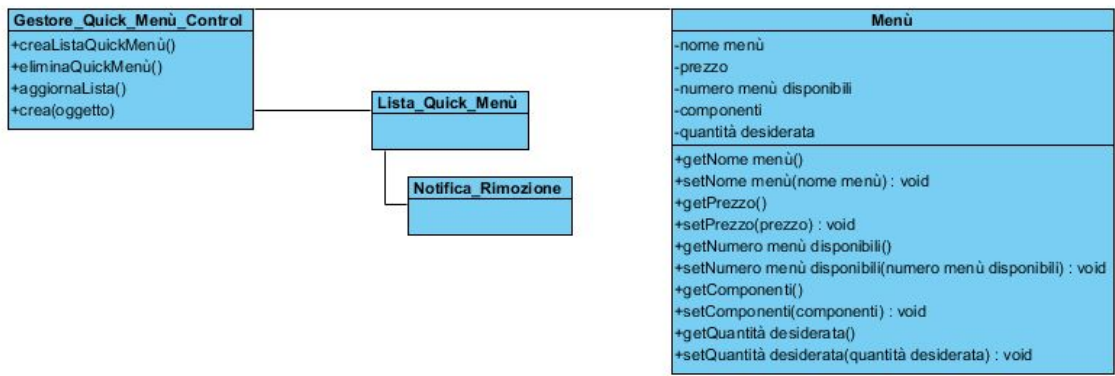 Gestore_Quick_Menù_Control
+creaListaQuickMenù()
+eliminaQuickMenù()
+aggiornaLista()
+crea(oggetto)
Lista_Quick_Menù
Notifica_Rimozione
Menù
-nome menù
-prezzo
-numero menù disponibili
-componenti
-quantità desiderata
+getNome menù()
+setNome menù(nome menù) : void
+getPrezzo()
+setPrezzo(prezzo) : void
+getNumero menù disponibili()
+setNumero menù disponibili(numero menù disponibili) : void
+getComponenti()
+setComponenti(componenti) : void
+getQuantità desiderata()
+setQuantità desiderata(quantità desiderata) : void